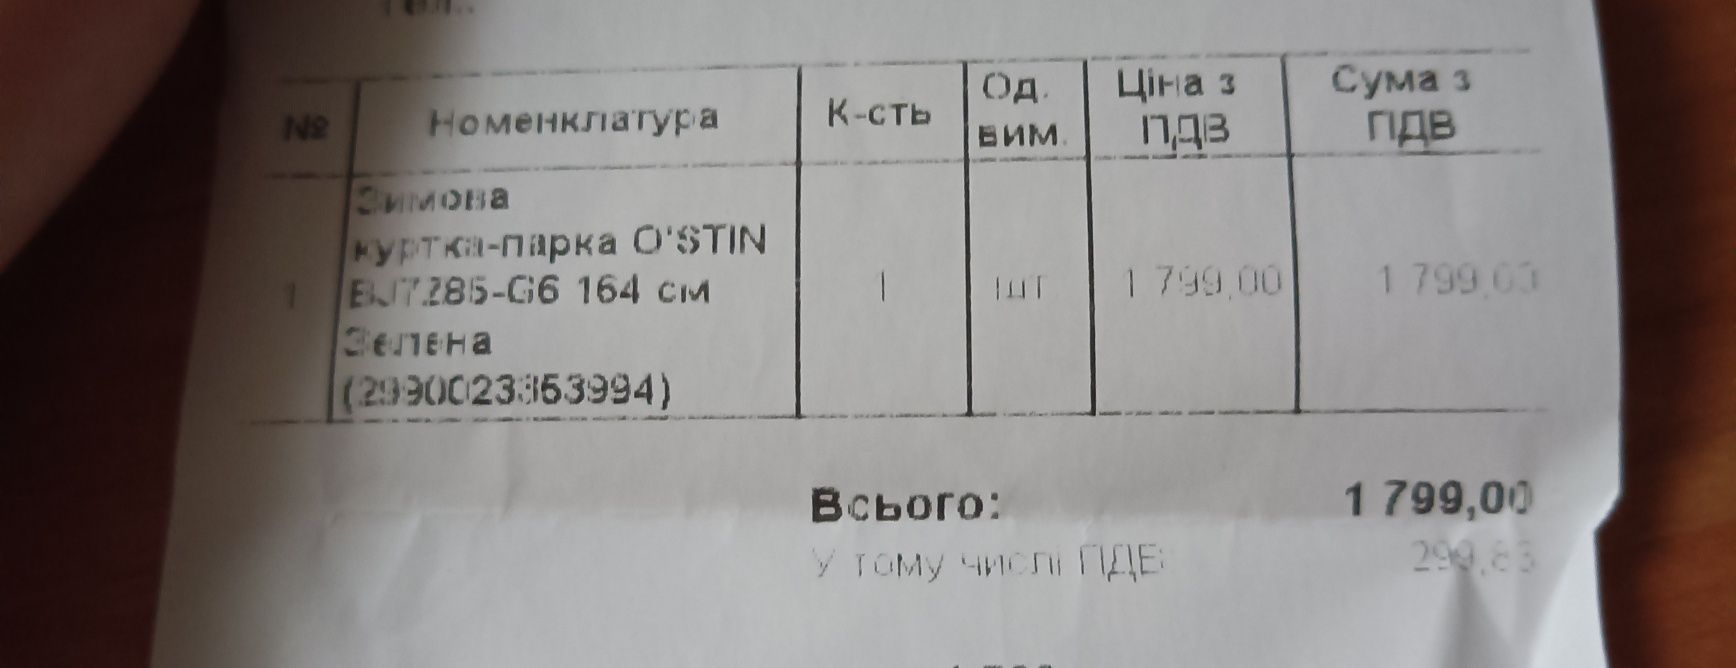 № Номенклатура К-сть Од. вим. Ціна з ПДВ Сума з ПДВ
Зимова
куртка-парка O'STIN
1 BJ7285-G6 164 см 1 шт 1 799,00 1 799,00
Зелена
(2990023353994)
Всього: 1 799,00
У тому числі ПДВ: 299,83